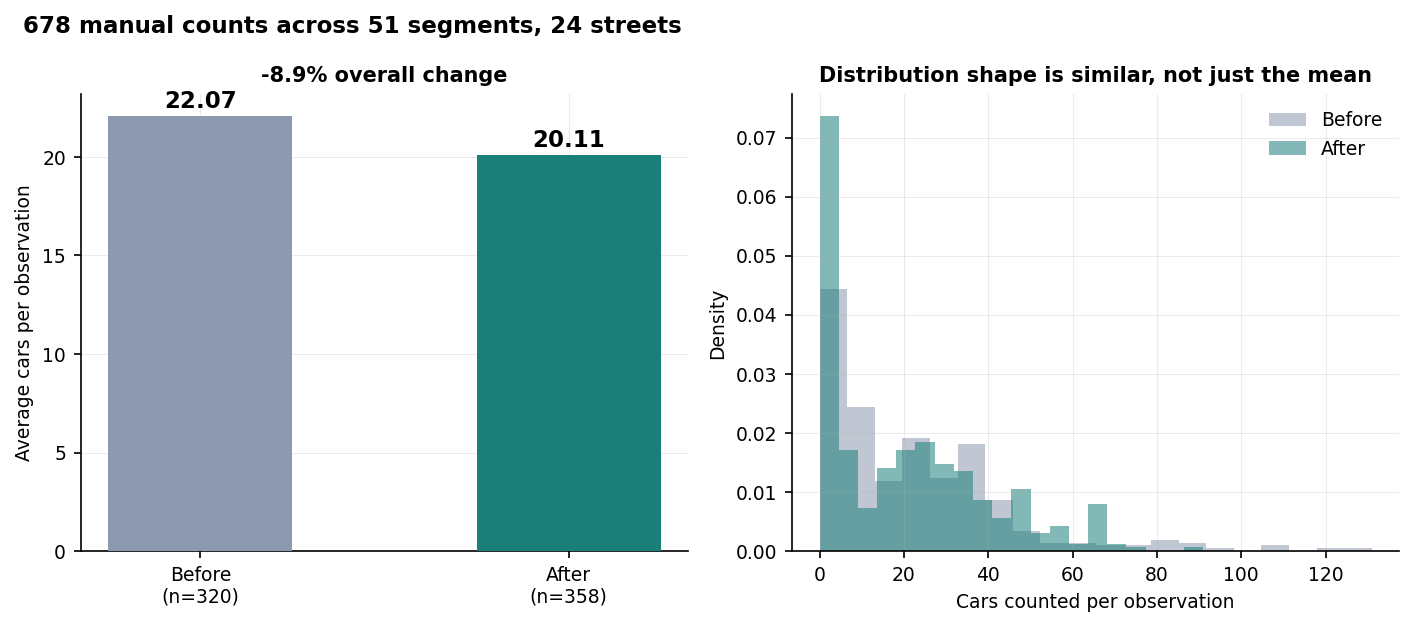 678 manual counts across 51 segments, 24 streets
-8.9% overall change
22.07
20.11
20
15
10
5
0
Average cars per observation
Before
(n=320)
After
(n=358)
Distribution shape is similar, not just the mean
Before
After
0.07
0.06
0.05
0.04
0.03
0.02
0.01
0.00
Density
0 20 40 60 80 100 120
Cars counted per observation